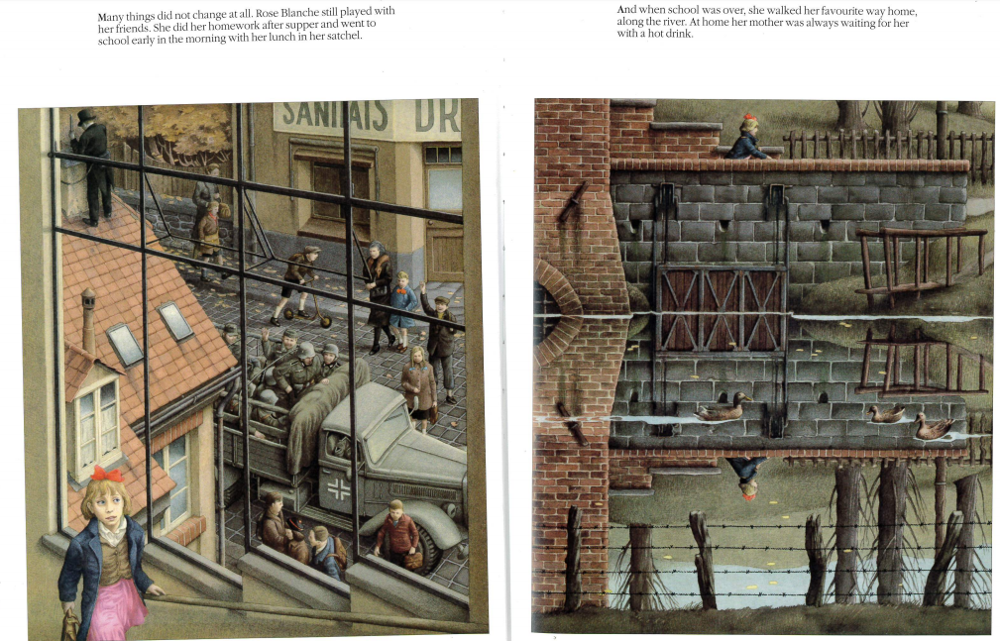 Many things did not change at all. Rose Blanche still played with
her friends. She did her homework after supper and went to
school early in the morning with her lunch in her satchel.
And when school was over, she walked her favourite way home,
along the river. At home her mother was always waiting for her
with a hot drink.
SANITAIS DR